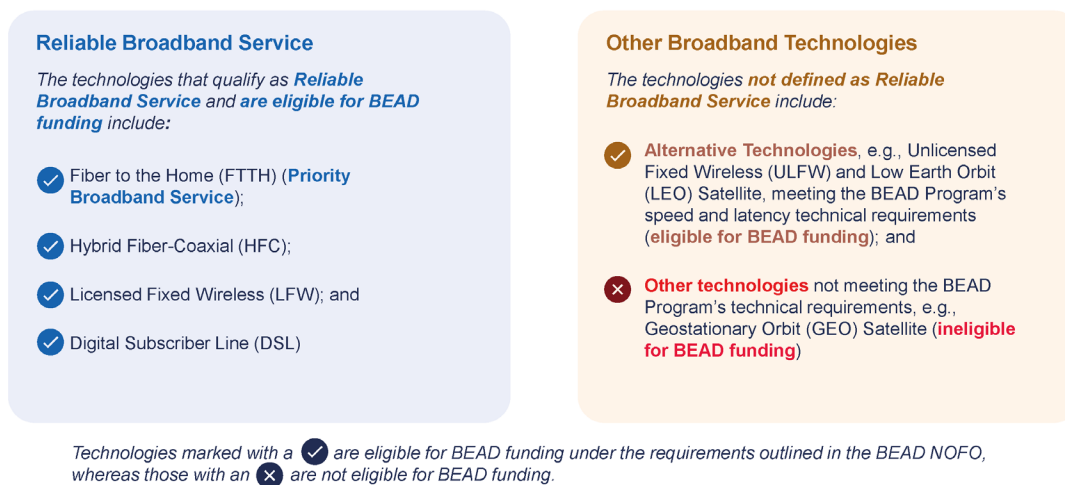 Reliable Broadband Service
The technologies that qualify as Reliable
Broadband Service and are eligible for BEAD
funding include:
Fiber to the Home (FTTH) (Priority
Broadband Service);
Hybrid Fiber-Coaxial (HFC);
Licensed Fixed Wireless (LFW); and
Digital Subscriber Line (DSL)
Other Broadband Technologies
The technologies not defined as Reliable
Broadband Service include:
Alternative Technologies, e.g., Unlicensed
Fixed Wireless (ULFW) and Low Earth Orbit
(LEO) Satellite, meeting the BEAD Program's
speed and latency technical requirements
(eligible for BEAD funding); and
Other technologies not meeting the BEAD
Program's technical requirements, e.g.,
Geostationary Orbit (GEO) Satellite (ineligible
for BEAD funding)
Technologies marked with a are eligible for BEAD funding under the requirements outlined in the BEAD NOFO,
whereas those with an are not eligible for BEAD funding.